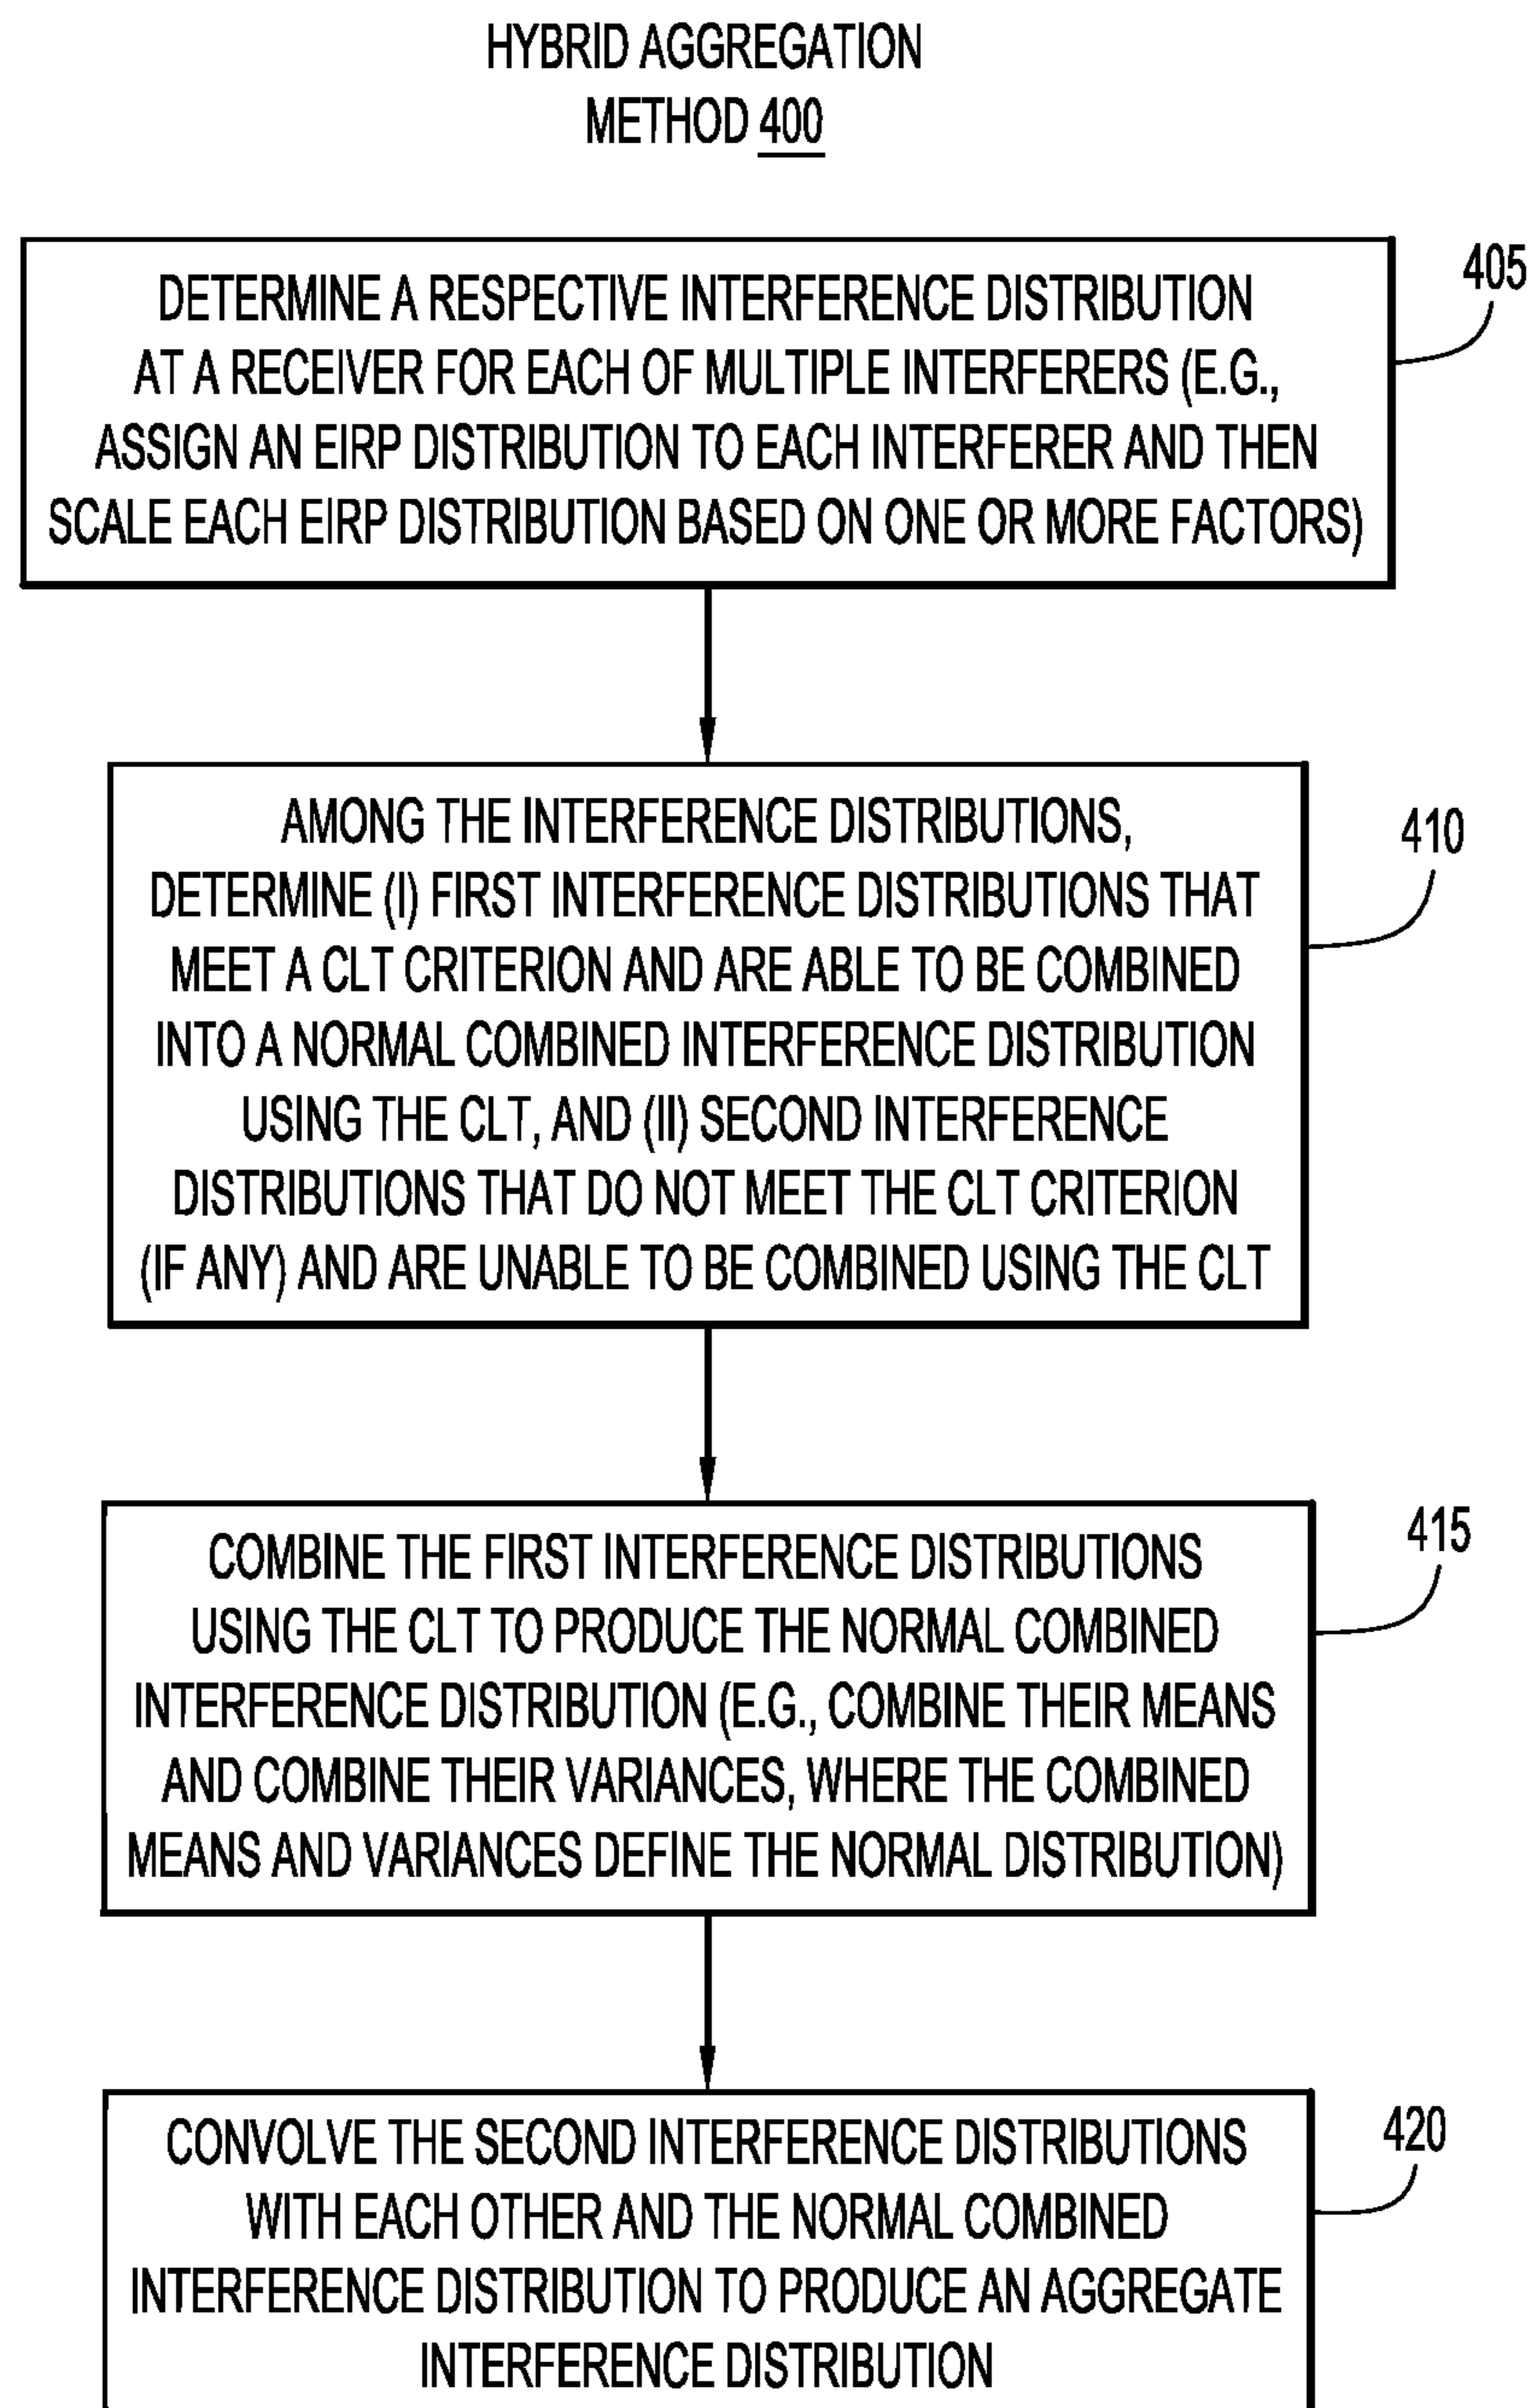 HYBRID AGGREGATION
METHOD 400
405
DETERMINE A RESPECTIVE INTERFERENCE DISTRIBUTION
AT A RECEIVER FOR EACH OF MULTIPLE INTERFERERS (E.G.,
ASSIGN AN EIRP DISTRIBUTION TO EACH INTERFERER AND THEN
SCALE EACH EIRP DISTRIBUTION BASED ON ONE OR MORE FACTORS)
410
AMONG THE INTERFERENCE DISTRIBUTIONS,
DETERMINE (I) FIRST INTERFERENCE DISTRIBUTIONS THAT
MEET A CLT CRITERION AND ARE ABLE TO BE COMBINED
INTO A NORMAL COMBINED INTERFERENCE DISTRIBUTION
USING THE CLT, AND (II) SECOND INTERFERENCE
DISTRIBUTIONS THAT DO NOT MEET THE CLT CRITERION
(IF ANY) AND ARE UNABLE TO BE COMBINED USING THE CLT
415
COMBINE THE FIRST INTERFERENCE DISTRIBUTIONS
USING THE CLT TO PRODUCE THE NORMAL COMBINED
INTERFERENCE DISTRIBUTION (E.G., COMBINE THEIR MEANS
AND COMBINE THEIR VARIANCES, WHERE THE COMBINED
MEANS AND VARIANCES DEFINE THE NORMAL DISTRIBUTION)
420
CONVOLVE THE SECOND INTERFERENCE DISTRIBUTIONS
WITH EACH OTHER AND THE NORMAL COMBINED
INTERFERENCE DISTRIBUTION TO PRODUCE AN AGGREGATE
INTERFERENCE DISTRIBUTION